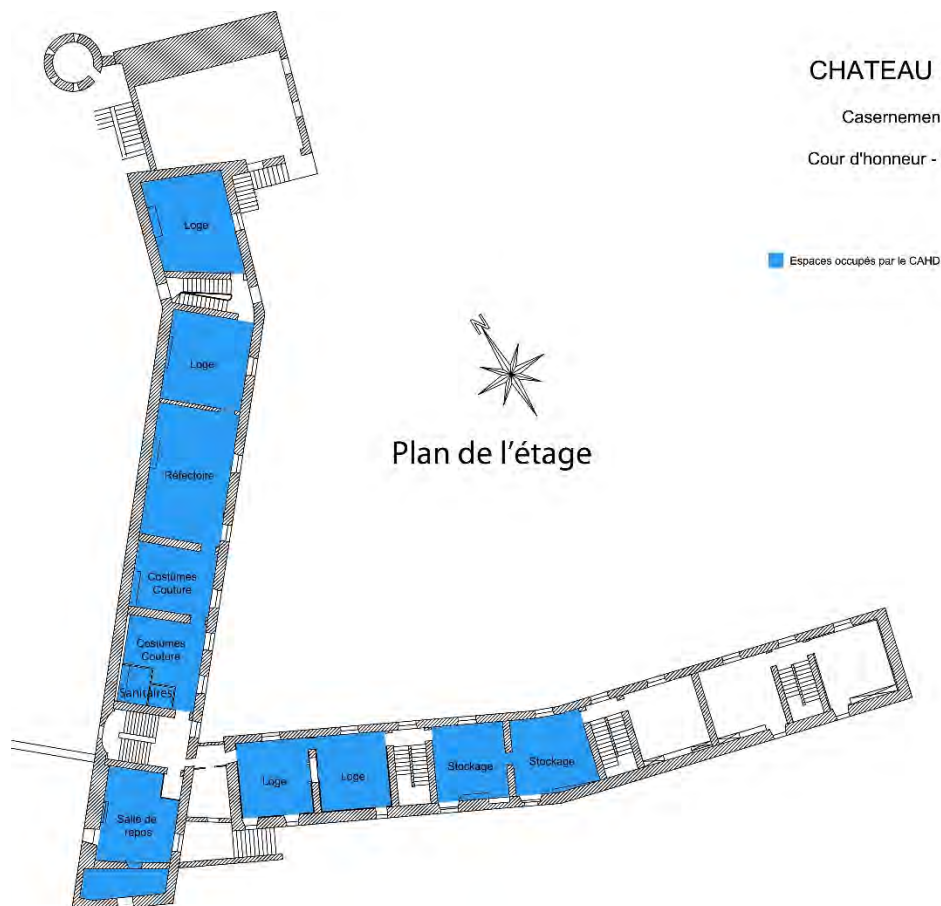 CHATEAU
Casernemen
Cour d'honneur -
Espaces occupés par le CAHD
N
Plan de l'étage
Loge
Loge
Réfectoire
Costumes
Couture
Costumes
Couture
Sanitaires
Salle de
repos
Loge
Loge
Stockage
Stockage